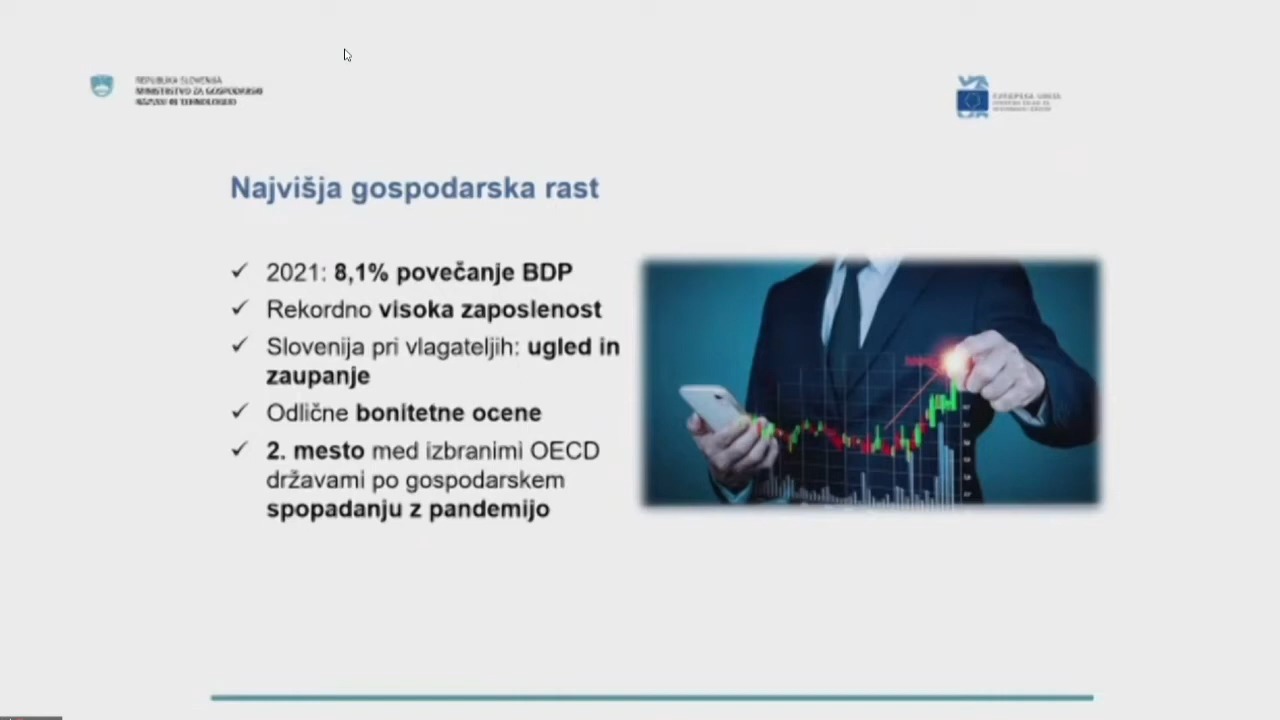 REPUBLIKA SLOVENIJA
MINISTRSTVO ZA GOSPODARSKI
RAZVOJ IN TEHNOLOGIJO
EVROPSKA UNIJA
Najvišja gospodarska rast
✓ 2021: 8,1% povečanje BDP
✓ Rekordno visoka zaposlenost
✓ Slovenija pri vlagateljih: ugled in
zaupanje
✓ Odlične bonitetne ocene
✓ 2. mesto med izbranimi OECD
državami po gospodarskem
spopadanju z pandemijo